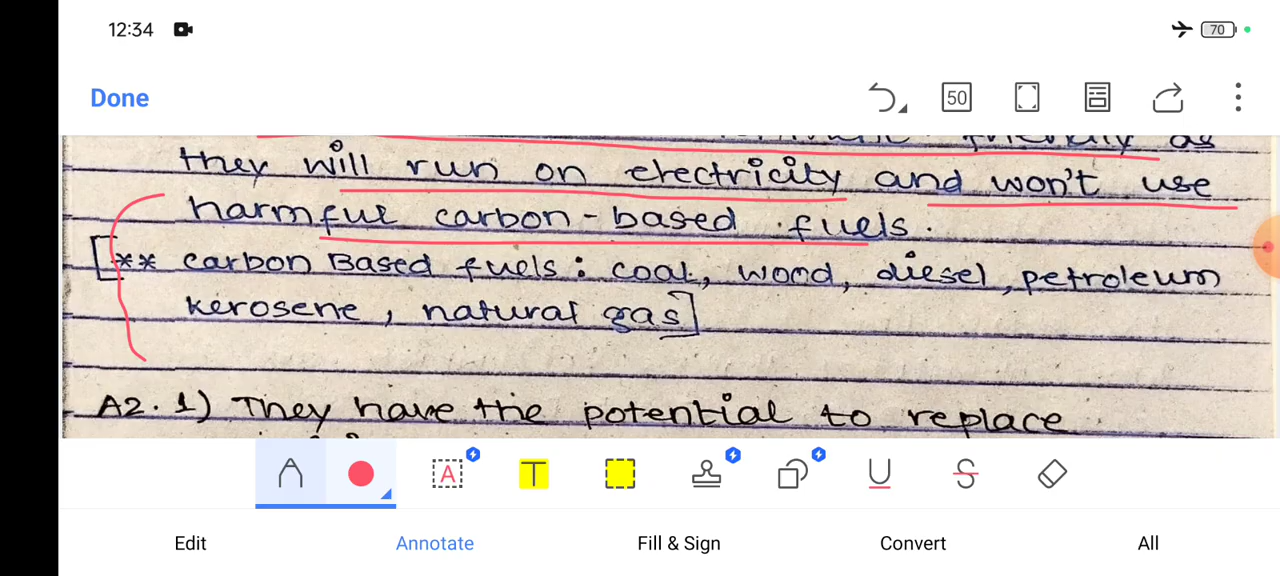 12:34
70
Done
50
friendly as
they will run on electricity and won't use
harmful carbon-based fuels.
[** carbon Based fuels: coal, wood, diesel, petroleum
kerosene, natural gas]
A2. 1) They have the potential to replace
A
T
U
S
Edit
Annotate
Fill & Sign
Convert
All